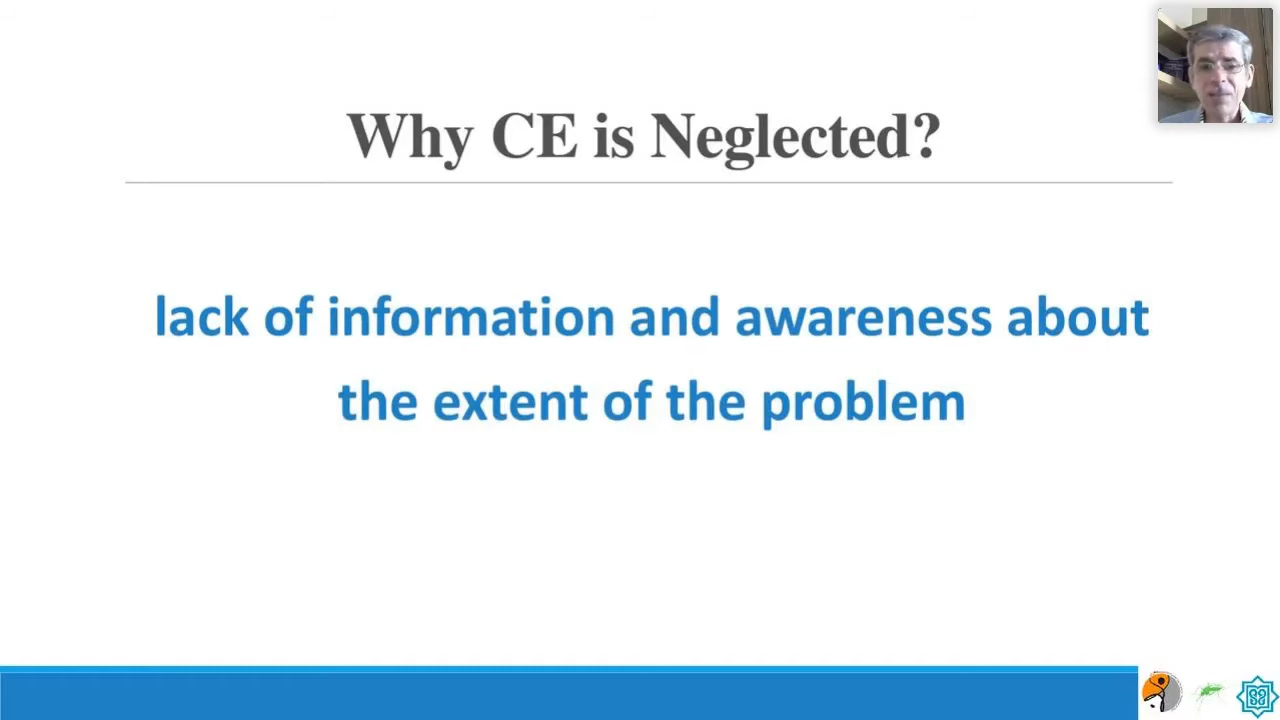 Why CE is Neglected?
lack of information and awareness about
the extent of the problem